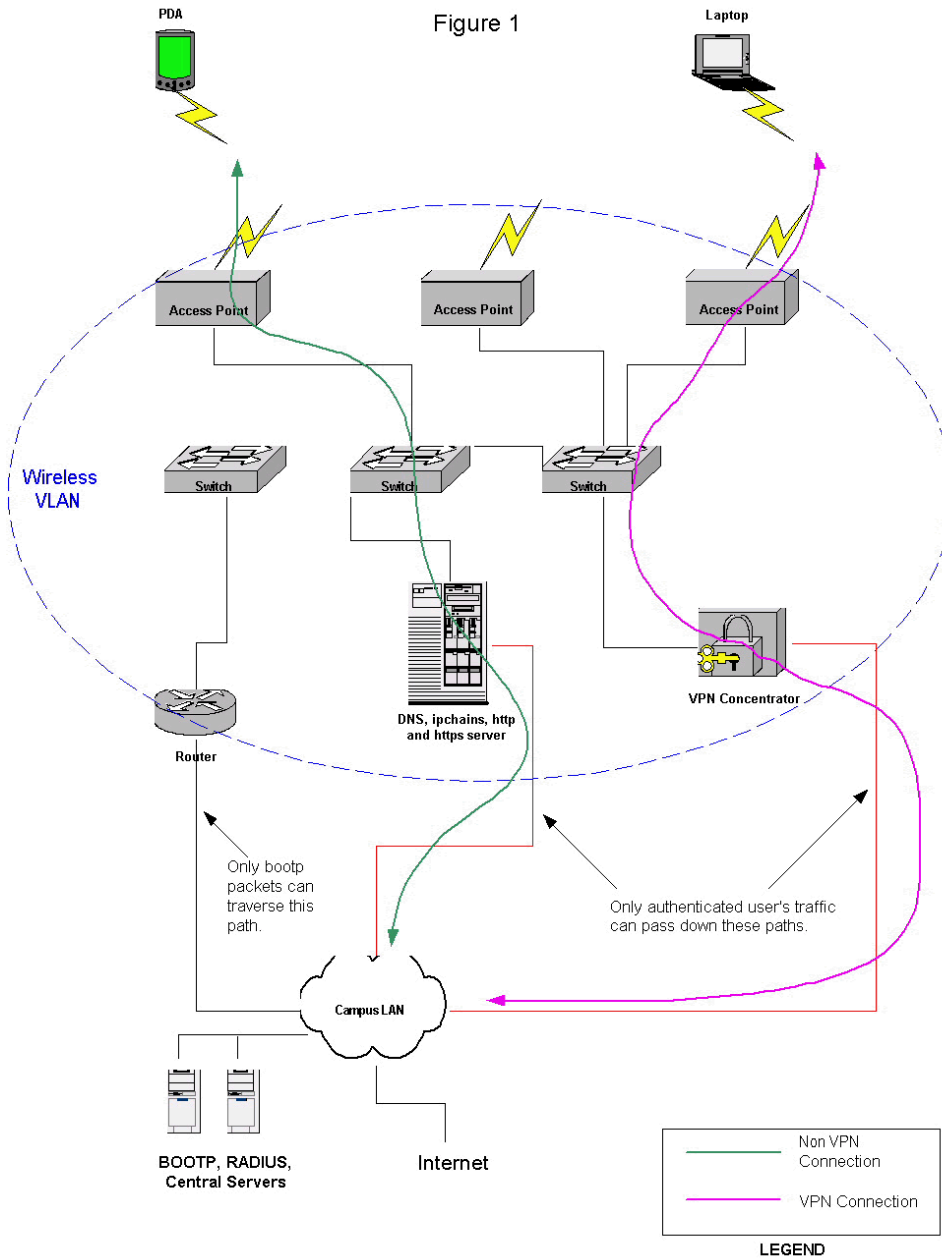 PDA
Figure 1
Laptop
Access Point
Access Point
Access Point
Wireless
VLAN
Switch
Switch
Switch
VPN Concentrator
DNS, ipchains, http
and https server
Router
Only bootp
packets can
traverse this
path.
Only authenticated user's traffic
can pass down these paths.
Campus LAN
BOOTP, RADIUS,
Central Servers
Internet
Non VPN
Connection
VPN Connection
LEGEND